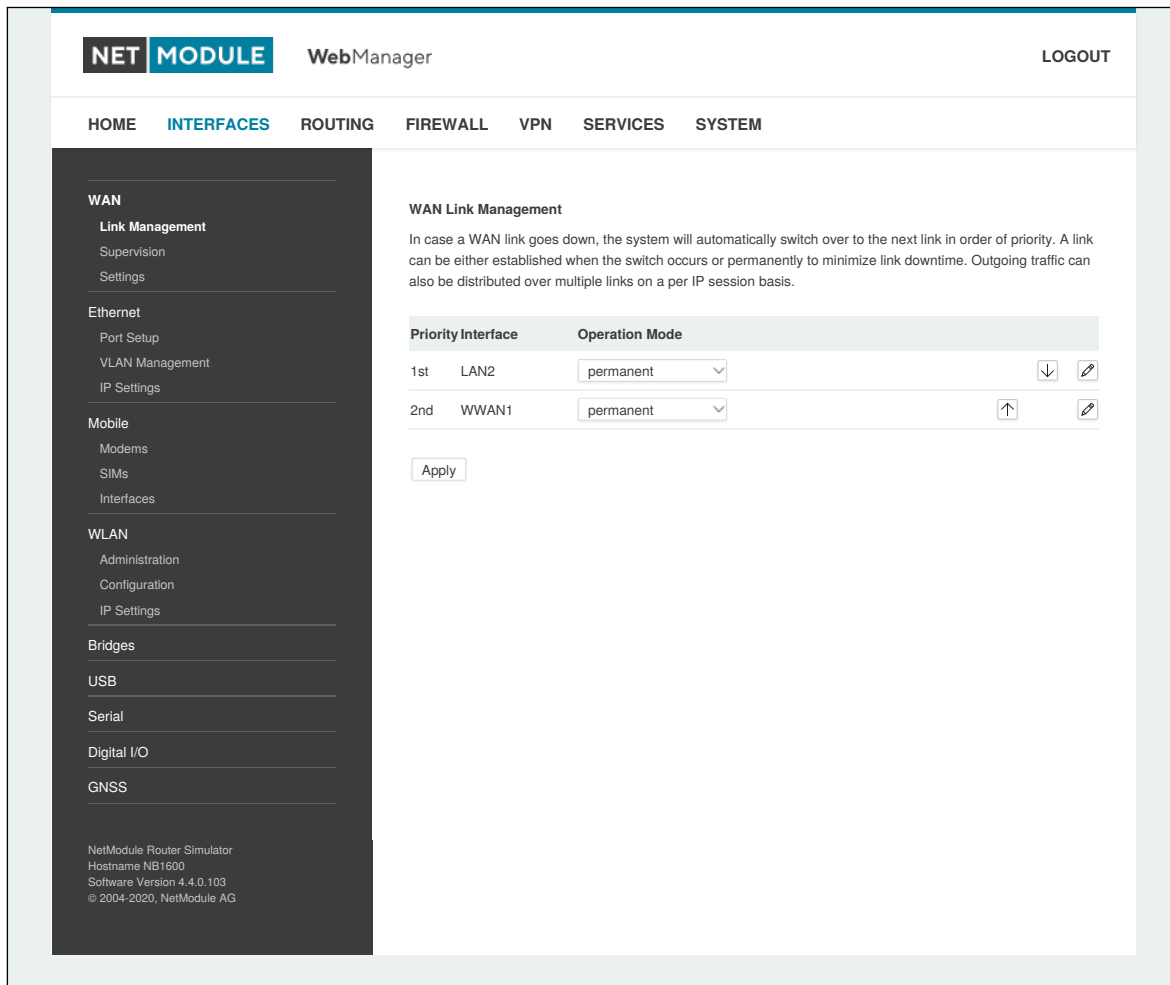 NET MODULE WebManager LOGOUT
HOME INTERFACES ROUTING FIREWALL VPN SERVICES SYSTEM
WAN
Link Management
Supervision
Settings
Ethernet
Port Setup
VLAN Management
IP Settings
Mobile
Modems
SIMs
Interfaces
WLAN
Administration
Configuration
IP Settings
Bridges
USB
Serial
Digital I/O
GNSS
NetModule Router Simulator
Hostname NB1600
Software Version 4.4.0.103
© 2004-2020, NetModule AG
WAN Link Management
In case a WAN link goes down, the system will automatically switch over to the next link in order of priority. A link
can be either established when the switch occurs or permanently to minimize link downtime. Outgoing traffic can
also be distributed over multiple links on a per IP session basis.
Priority Interface Operation Mode
1st LAN2 permanent
2nd WWAN1 permanent
Apply